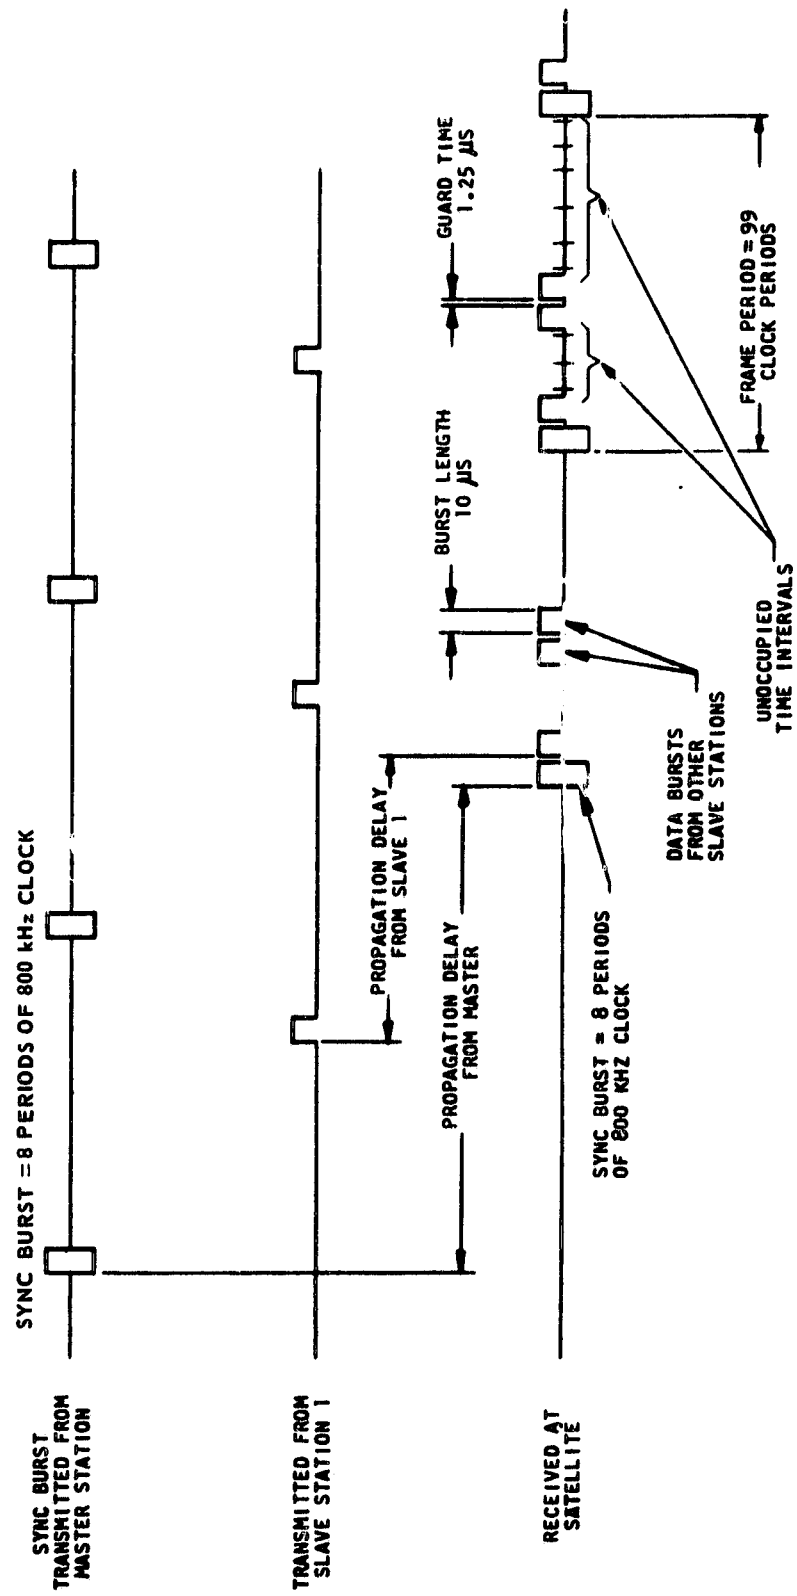 SYNC BURST = 8 PERIODS OF 800 kHz CLOCK
SYNC BURST
TRANSMITTED FROM
MASTER STATION
TRANSMITTED FROM
SLAVE STATION 1
PROPAGATION DELAY
FROM SLAVE 1
PROPAGATION DELAY
FROM MASTER
BURST LENGTH
10 µS
GUARD TIME
1.25 µS
RECEIVED AT
SATELLITE
SYNC BURST = 8 PERIODS
OF 800 KHZ CLOCK
DATA BURSTS
FROM OTHER
SLAVE STATIONS
UNOCCUPIED
TIME INTERVALS
FRAME PERIOD = 99
CLOCK PERIODS